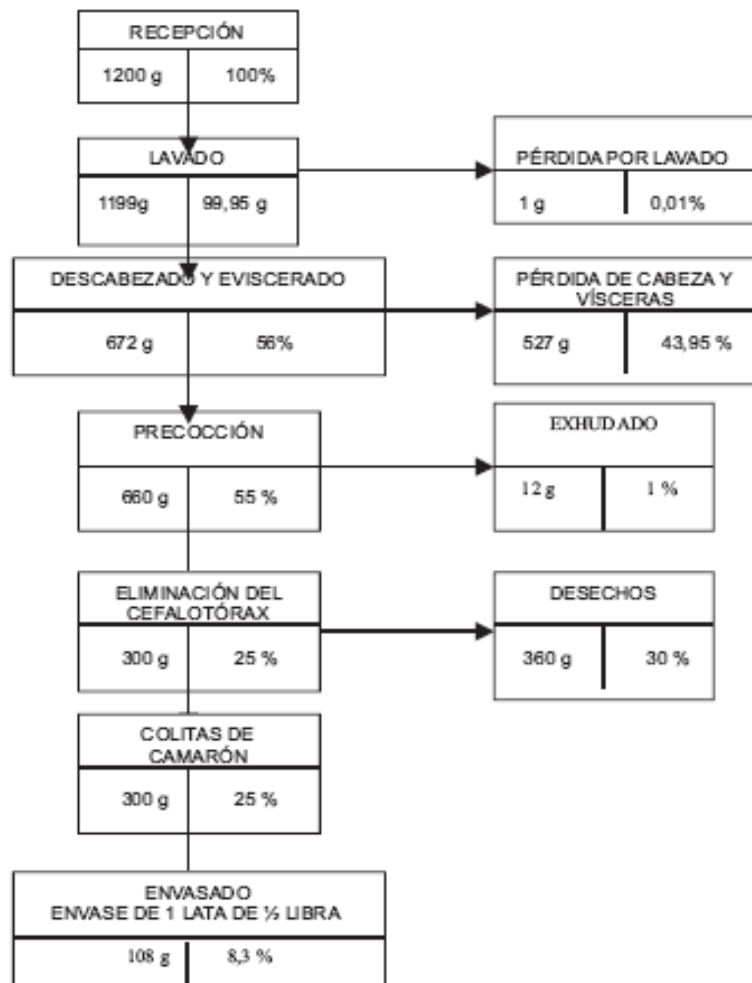 RECEPCIÓN
1200 g 100%
LAVADO
1199g 99,95 g
PÉRDIDA POR LAVADO
1 g 0,01%
DESCABEZADO Y EVISCERADO
672 g 56%
PÉRDIDA DE CABEZA Y
VÍSCERAS
527 g 43,95 %
PRECOCCIÓN
660 g 55 %
EXHUDADO
12 g 1 %
ELIMINACIÓN DEL
CEFALOTÓRAX
300 g 25 %
DESECHOS
360 g 30 %
COLITAS DE
CAMARÓN
300 g 25 %
ENVASADO
ENVASE DE 1 LATA DE ½ LIBRA
108 g 8,3 %